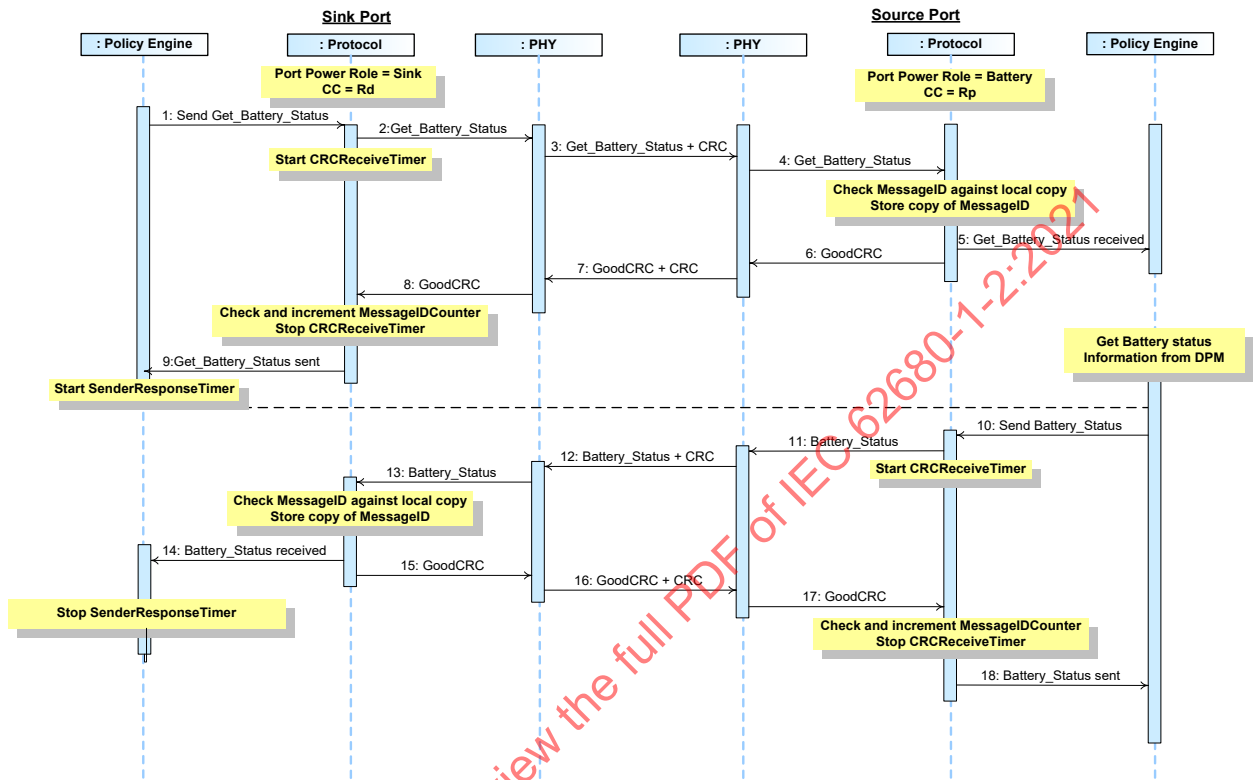 Sink Port
Source Port
: Policy Engine
: Protocol
: PHY
: PHY
: Protocol
: Policy Engine
Port Power Role = Sink
CC = Rd
Port Power Role = Battery
CC = Rp
1: Send Get_Battery_Status
2:Get_Battery_Status
Start CRCReceiveTimer
3: Get_Battery_Status + CRC
4: Get_Battery_Status
Check MessageID against local copy
Store copy of MessageID
5: Get_Battery_Status received
6: GoodCRC
7: GoodCRC + CRC
8: GoodCRC
Check and increment MessageIDCounter
Stop CRCReceiveTimer
9:Get_Battery_Status sent
Start SenderResponseTimer
Get Battery status
Information from DPM
10: Send Battery_Status
11: Battery_Status
Start CRCReceiveTimer
12: Battery_Status + CRC
13: Battery_Status
Check MessageID against local copy
Store copy of MessageID
14: Battery_Status received
15: GoodCRC
16: GoodCRC + CRC
17: GoodCRC
Stop SenderResponseTimer
Check and increment MessageIDCounter
Stop CRCReceiveTimer
18: Battery_Status sent
view the full PDF of IEC 62680-1-2:2021